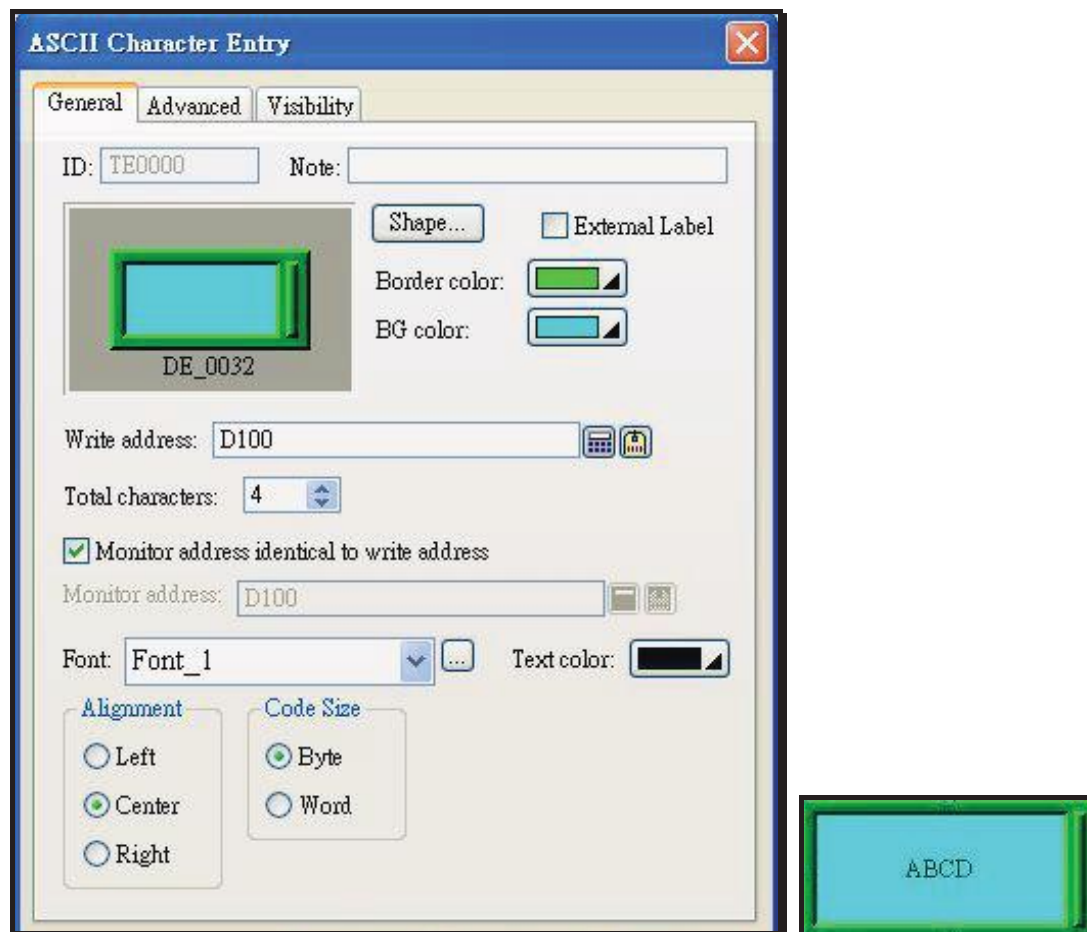 ASCII Character Entry
General Advanced Visibility
ID: TE0000 Note:
Shape... External Label
Border color:
BG color:
DE_0032
Write address: D100
Total characters: 4
Monitor address identical to write address
Monitor address: D100
Font: Font_1 ... Text color:
Alignment Code Size
Left Byte
Center Word
Right
ABCD